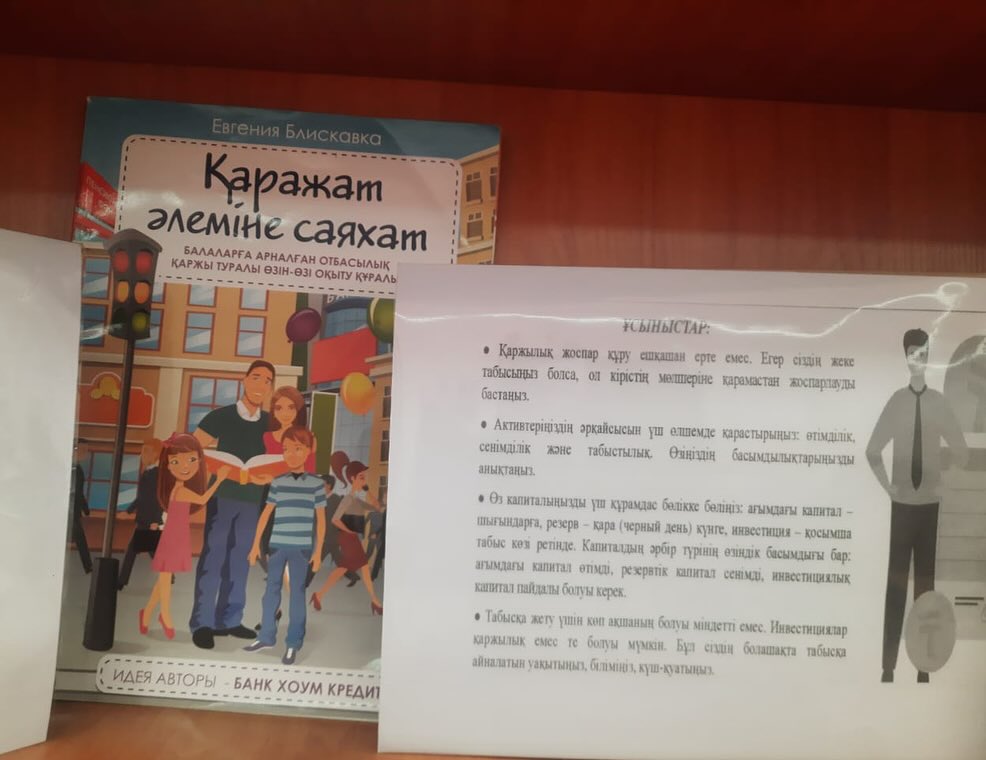 Евгения Блискавка
Қаражат
әлеміне саяхат
БАЛАЛАРҒА АРНАЛҒАН ОТБАСЫЛЫҚ
ҚАРЖЫ ТУРАЛЫ ӨЗІН-ӨЗІ ОҚЫТУ ҚҰРАЛЫ
ИДЕЯ АВТОРЫ - БАНК ХОУМ КРЕДИТ
ҰСЫНЫСТАР:
● Қаржылық жоспар құру ешқашан ерте емес. Егер сіздің жеке
табысыңыз болса, ол кірістің мөлшеріне қарамастан жоспарлауды
бастаңыз.
● Активтеріңіздің әрқайсысын үш өлшемде қарастырыңыз: өтімділік,
сенімділік және табыстылық. Өзіңіздің басымдылықтарыңызды
анықтаңыз.
● Өз капиталыңызды үш құрамдас бөлікке бөліңіз: ағымдағы капитал –
шығындарға, резерв – қара (черный день) күнге, инвестиция – қосымша
табыс көзі ретінде. Капиталдың әрбір түрінің өзіндік басымдығы бар:
ағымдағы капитал өтімді, резервтік капитал сенімді, инвестициялық
капитал пайдалы болуы керек.
● Табысқа жету үшін көп ақшаның болуы міндетті емес. Инвестициялар
қаржылық емес те болуы мүмкін. Бұл сіздің болашақта табысқа
айналатын уақытыңыз, біліміңіз, күш-қуатыңыз.